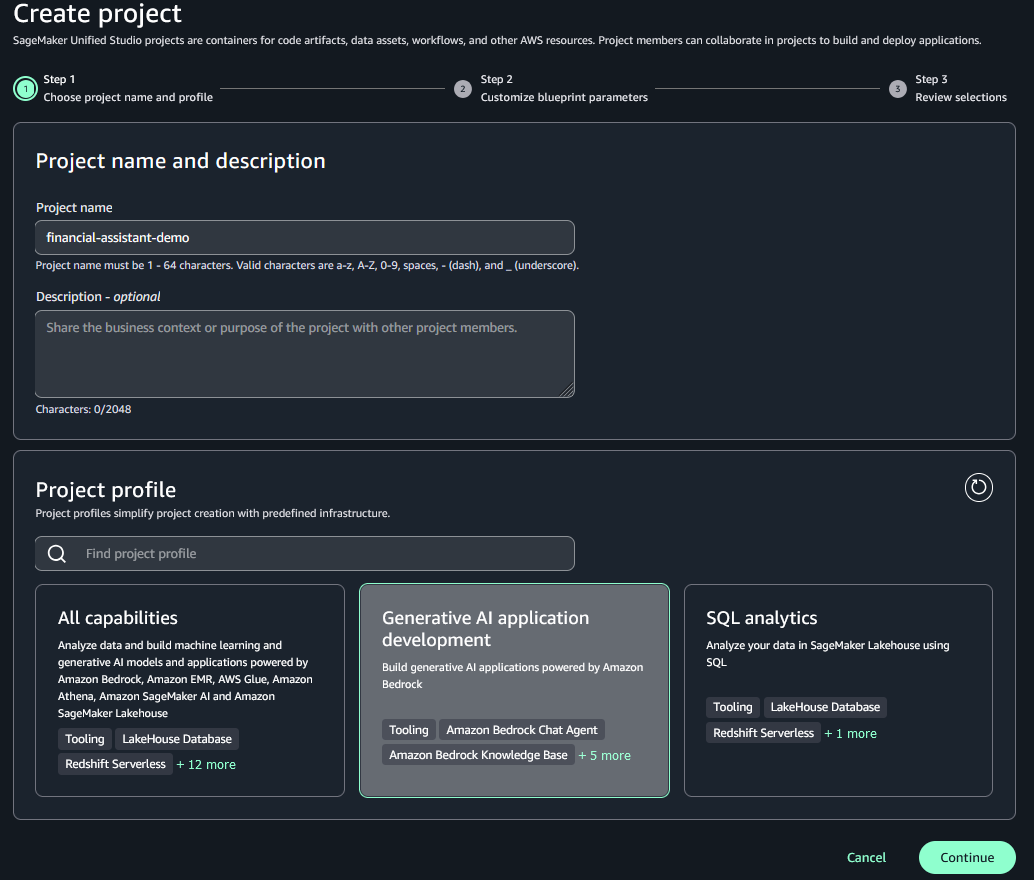 Create project
SageMaker Unified Studio projects are containers for code artifacts, data assets, workflows, and other AWS resources. Project members can collaborate in projects to build and deploy applications.
1
Step 1
Choose project name and profile
2
Step 2
Customize blueprint parameters
3
Step 3
Review selections
Project name and description
Project name
financial-assistant-demo
Project name must be 1 - 64 characters. Valid characters are a-z, A-Z, 0-9, spaces, - (dash), and _ (underscore).
Description - optional
Share the business context or purpose of the project with other project members.
Characters: 0/2048
Project profile
Project profiles simplify project creation with predefined infrastructure.
Find project profile
All capabilities
Analyze data and build machine learning and
generative AI models and applications powered by
Amazon Bedrock, Amazon EMR, AWS Glue, Amazon
Athena, Amazon SageMaker AI and Amazon
SageMaker Lakehouse
Tooling LakeHouse Database
Redshift Serverless + 12 more
Generative AI application
development
Build generative AI applications powered by Amazon
Bedrock
Tooling Amazon Bedrock Chat Agent
Amazon Bedrock Knowledge Base + 5 more
SQL analytics
Analyze your data in SageMaker Lakehouse using
SQL
Tooling LakeHouse Database
Redshift Serverless + 1 more
Cancel Continue